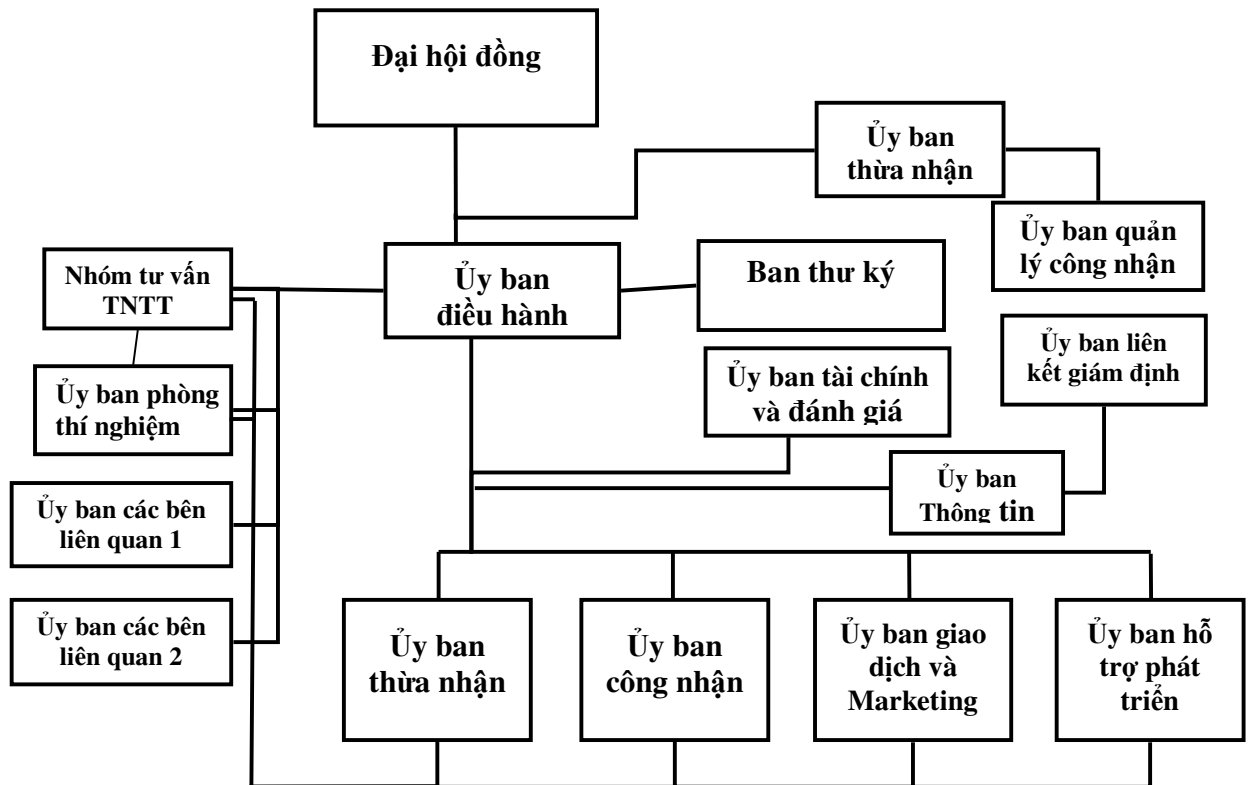 Đại hội đồng
Ủy ban
thừa nhận
Ủy ban quản
lý công nhận
Nhóm tư vấn
TNTT
Ủy ban
điều hành
Ban thư ký
Ủy ban liên
kết giám định
Ủy ban phòng
thí nghiệm
Ủy ban tài chính
và đánh giá
Ủy ban
Thông tin
Ủy ban các bên
liên quan 1
Ủy ban các bên
liên quan 2
Ủy ban
thừa nhận
Ủy ban
công nhận
Ủy ban giao
dịch và
Marketing
Ủy ban hỗ
trợ phát
triển